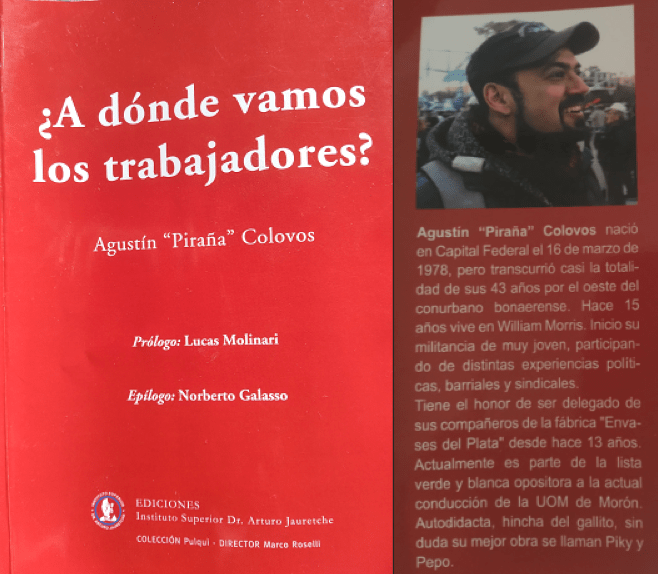 ¿A dónde vamos
los trabajadores?
Agustín “Piraña” Colovos
Prólogo: Lucas Molinari
Epílogo: Norberto Galasso
EDICIONES
Instituto Superior Dr. Arturo Jauretche
COLECCIÓN Pulqui - DIRECTOR Marco Roselli
Agustín “Piraña” Colovos nació
en Capital Federal el 16 de marzo de
1978, pero transcurrió casi la totali-
dad de sus 43 años por el oeste del
conurbano bonaerense. Hace 15
años vive en William Morris. Inicio su
militancia de muy joven, participan-
do de distintas experiencias políti-
cas, barriales y sindicales.
Tiene el honor de ser delegado de
sus compañeros de la fábrica "Enva-
ses del Plata" desde hace 13 años.
Actualmente es parte de la lista
verde y blanca opositora a la actual
conducción de la UOM de Morón.
Autodidacta, hincha del gallito, sin
duda su mejor obra se llaman Piky y
Pepo.